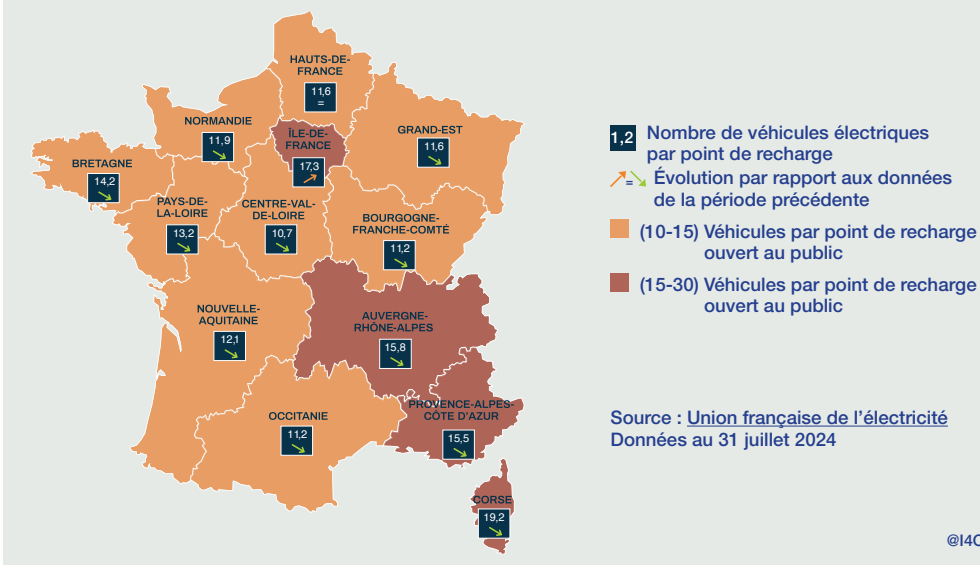 HAUTS-DE-
FRANCE
11,6
=
NORMANDIE
11,9
ÎLE-DE-
FRANCE
17,3
GRAND-EST
11,6
BRETAGNE
14,2
PAYS-DE-
LA-LOIRE
13,2
CENTRE-VAL-
DE-LOIRE
10,7
BOURGOGNE-
FRANCHE-COMTÉ
11,2
NOUVELLE-
AQUITAINE
12,1
AUVERGNE-
RHÔNE-ALPES
15,8
OCCITANIE
11,2
PROVENCE-ALPES-
CÔTE D'AZUR
15,5
CORSE
19,2
1,2 Nombre de véhicules électriques
par point de recharge
= Évolution par rapport aux données
de la période précédente
(10-15) Véhicules par point de recharge
ouvert au public
(15-30) Véhicules par point de recharge
ouvert au public
Source : Union française de l’électricité
Données au 31 juillet 2024